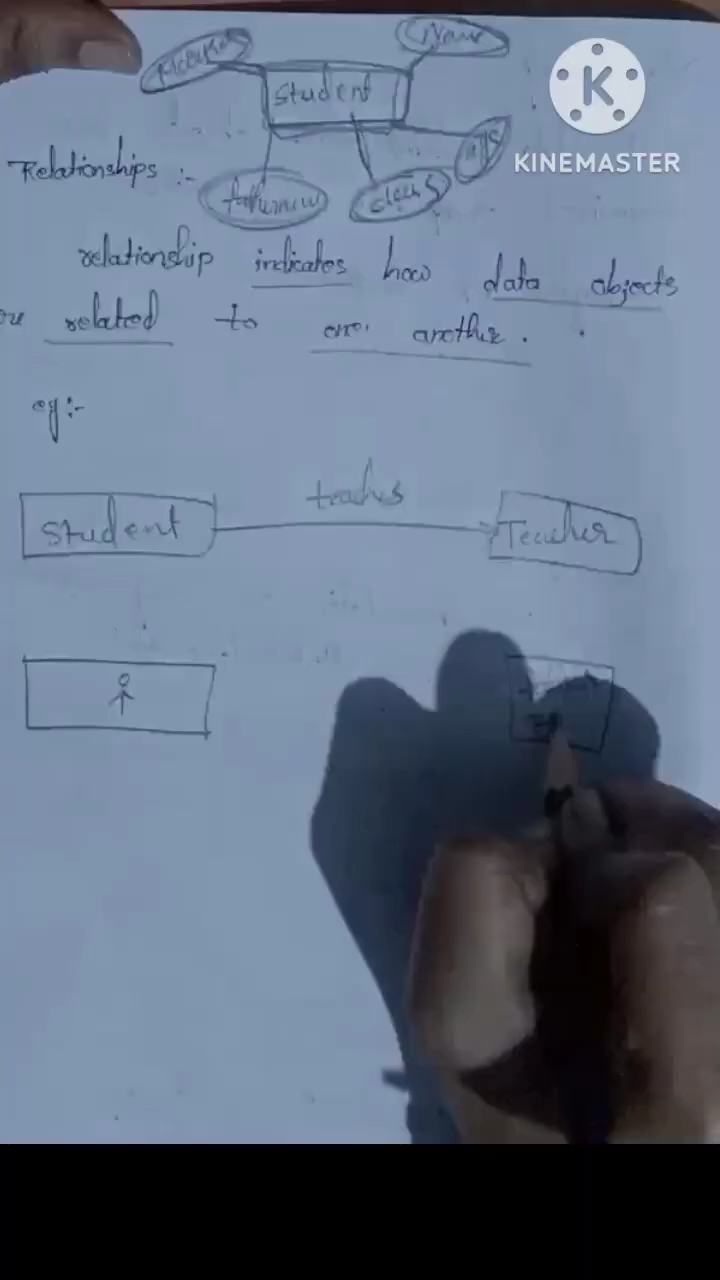 Name
Student
KINEMASTER
Relationships :-
relationship indicates how data objects
related to one another.
eg :-
teaches
Student
Teacher